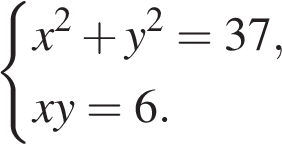 x² + y² = 37,
xy = 6.